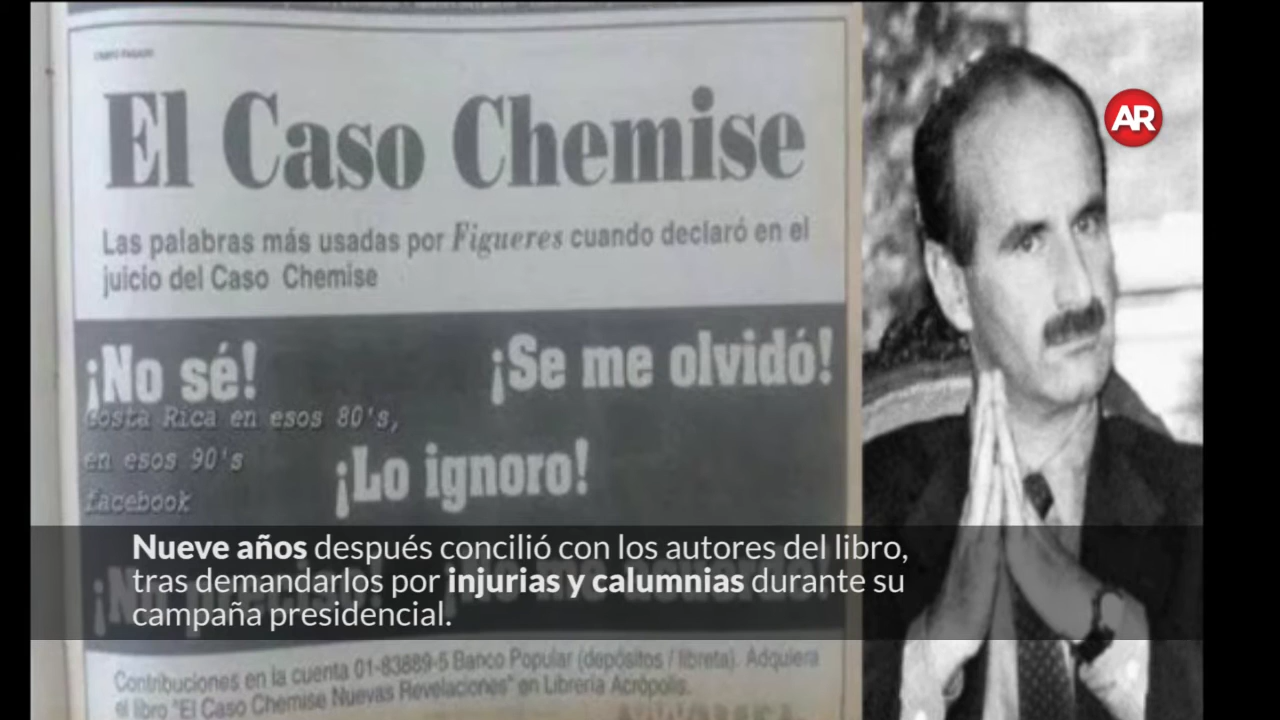 CAMPO PAGADO
El Caso Chemise
Las palabras más usadas por Figueres cuando declaró en el
juicio del Caso Chemise
AR
¡No sé!
¡Se me olvidó!
Costa Rica en esos 80's,
en esos 90's
facebook
¡Lo ignoro!
Nueve años después concilió con los autores del libro,
tras demandarlos por injurias y calumnias durante su
campaña presidencial.
Contribuciones en la cuenta 01-83889-5 Banco Popular (depósitos / libreta). Adquiera
el libro "El Caso Chemise Nuevas Revelaciones" en Librería Acrópolis.